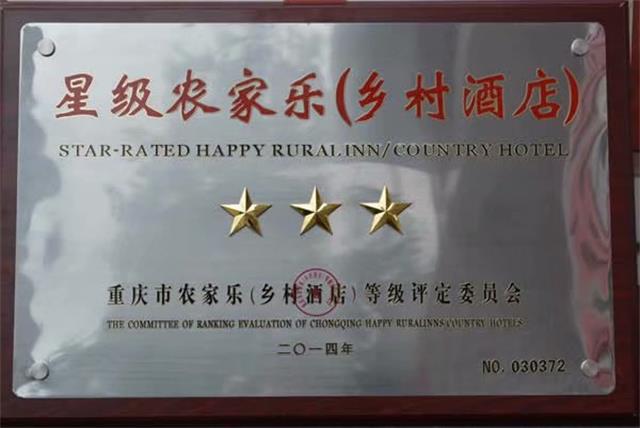 星级农家乐(乡村酒店)
STAR-RATED HAPPY RURAL INN/COUNTRY HOTEL
重庆市农家乐(乡村酒店)等级评定委员会
THE COMMITTEE OF RANKING EVALUATION OF CHONGQING HAPPY RURALINNS/COUNTRY HOTELS
二〇一四年
NO. 030372